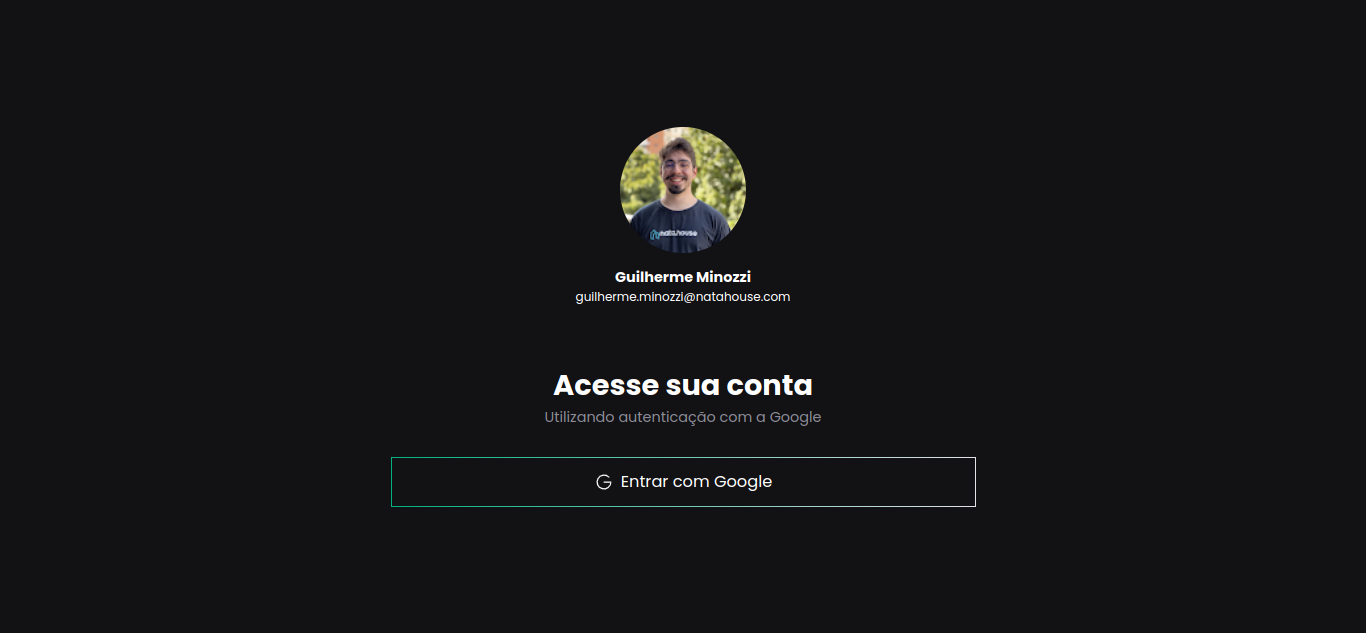 natahouse
Guilherme Minozzi
guilherme.minozzi@natahouse.com
Acesse sua conta
Utilizando autenticação com a Google
Entrar com Google